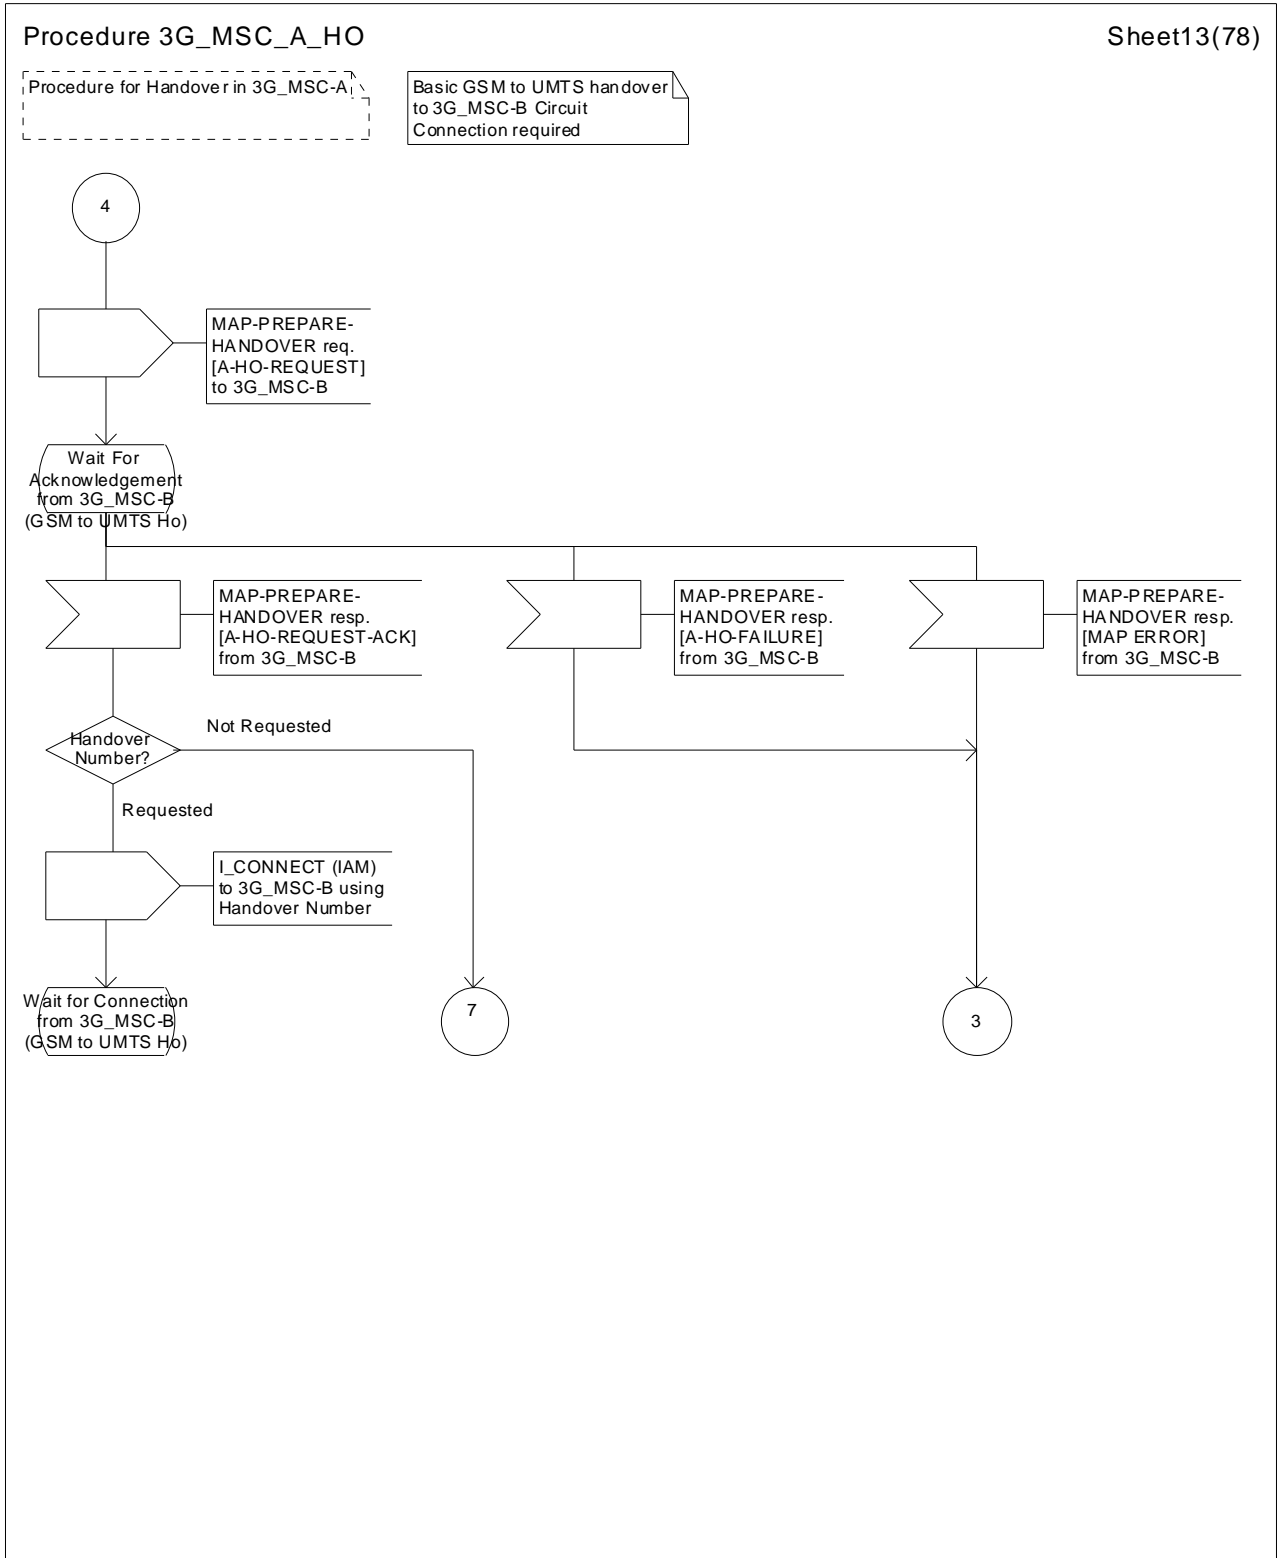 Procedure 3G_MSC_A_HO
Sheet13(78)
Procedure for Handover in 3G_MSC-A
Basic GSM to UMTS handover
to 3G_MSC-B Circuit
Connection required
4
MAP-PREPARE-
HANDOVER req.
[A-HO-REQUEST]
to 3G_MSC-B
Wait For
Acknowledgement
from 3G_MSC-B
(GSM to UMTS Ho)
MAP-PREPARE-
HANDOVER resp.
[A-HO-REQUEST-ACK]
from 3G_MSC-B
MAP-PREPARE-
HANDOVER resp.
[A-HO-FAILURE]
from 3G_MSC-B
MAP-PREPARE-
HANDOVER resp.
[MAP ERROR]
from 3G_MSC-B
Handover
Number?
Not Requested
Requested
I_CONNECT (IAM)
to 3G_MSC-B using
Handover Number
Wait for Connection
from 3G_MSC-B
(GSM to UMTS Ho)
7
3